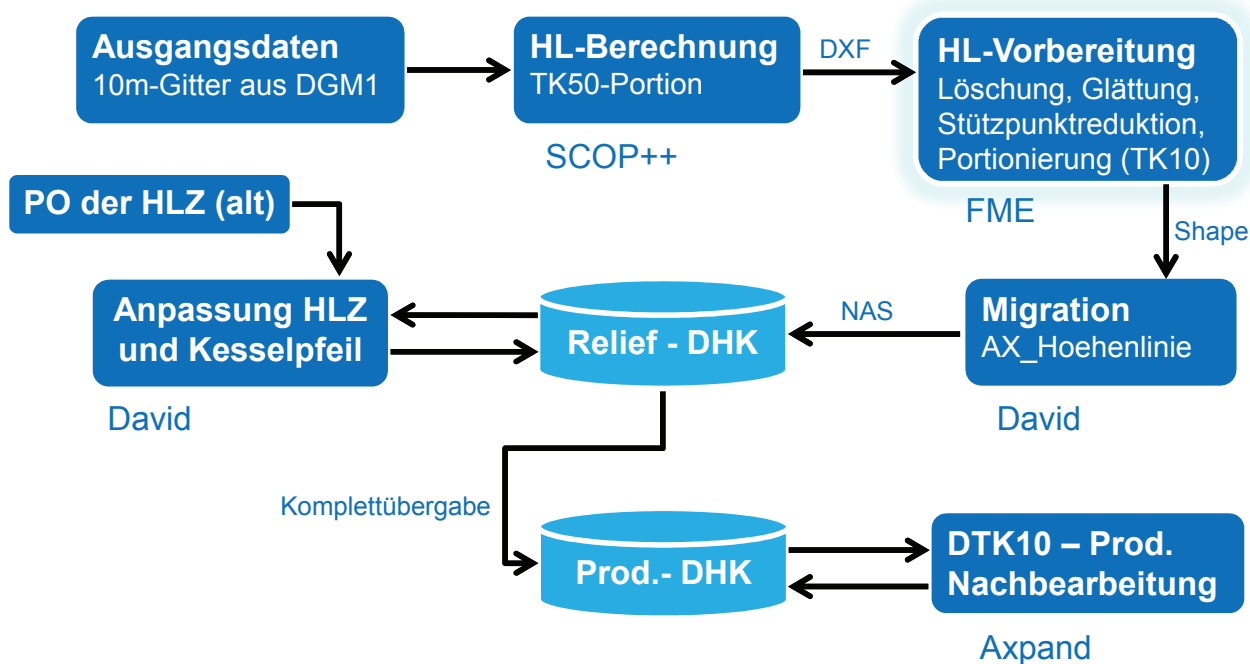 Ausgangsdaten
10m-Gitter aus DGM1
HL-Berechnung
TK50-Portion
SCOP++
DXF
HL-Vorbereitung
Löschung, Glättung,
Stützpunktreduktion,
Portionierung (TK10)
FME
Shape
PO der HLZ (alt)
Anpassung HLZ
und Kesselpfeil
David
Relief - DHK
NAS
Migration
AX_Hoehenlinie
David
Komplettübergabe
Prod.- DHK
DTK10 – Prod.
Nachbearbeitung
Axpand